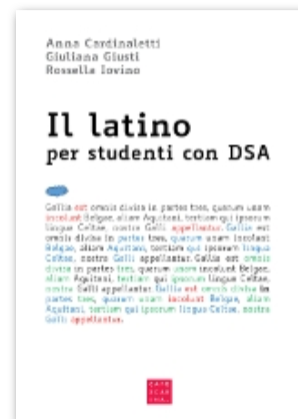 Anna Cardinaletti
Giuliana Giusti
Rossella Iovino
Il latino
per studenti con DSA
Gallia est omnis divisa in partes tres, quarum unam
incolunt Belgae, aliam Aquitani, tertiam qui ipsorum
lingua Celtae, nostra Galli appellantur. Gallia est
omnis divisa in partes tres, quarum unam incolunt
Belgae, aliam Aquitani, tertiam qui ipsorum lingua
Celtae, nostra Galli appellantur. Gallia est omnis
divisa in partes tres, quarum unam incolunt Belgae,
aliam Aquitani, tertiam qui ipsorum lingua Celtae,
nostra Galli appellantur. Gallia est omnis divisa in
partes tres, quarum unam incolunt Belgae, aliam
Aquitani, tertiam qui ipsorum lingua Celtae, nostra
Galli appellantur.